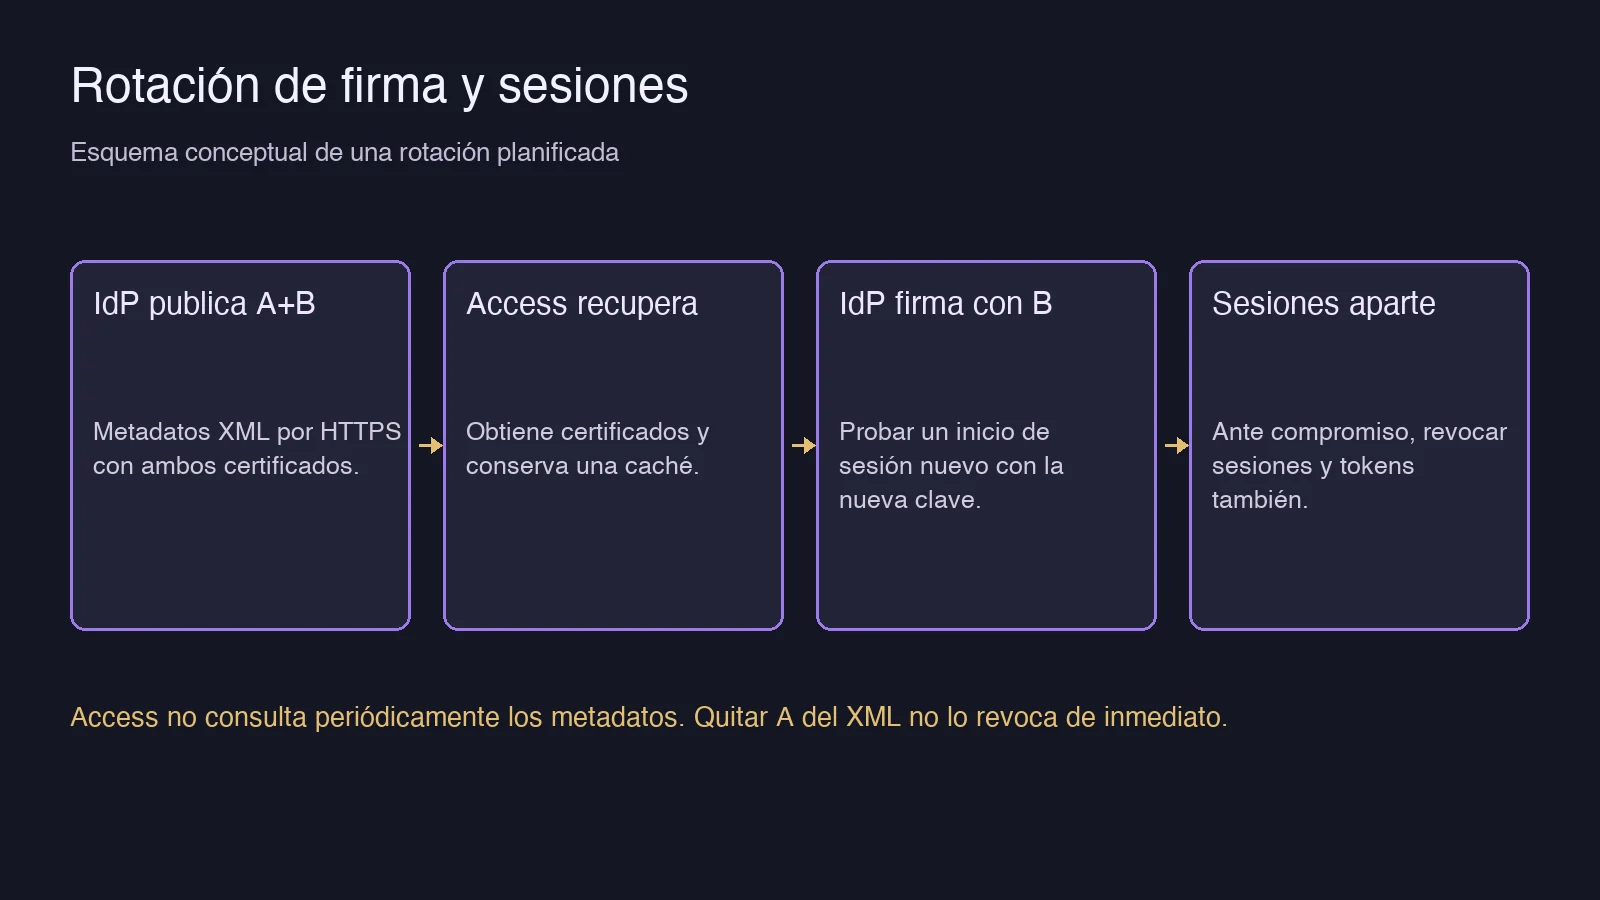 Rotación de firma y sesiones
Esquema conceptual de una rotación planificada
IdP publica A+B
Metadatos XML por HTTPS
con ambos certificados.
Access recupera
Obtiene certificados y
conserva una caché.
IdP firma con B
Probar un inicio de
sesión nuevo con la
nueva clave.
Sesiones aparte
Ante compromiso, revocar
sesiones y tokens
también.
Access no consulta periódicamente los metadatos. Quitar A del XML no lo revoca de inmediato.